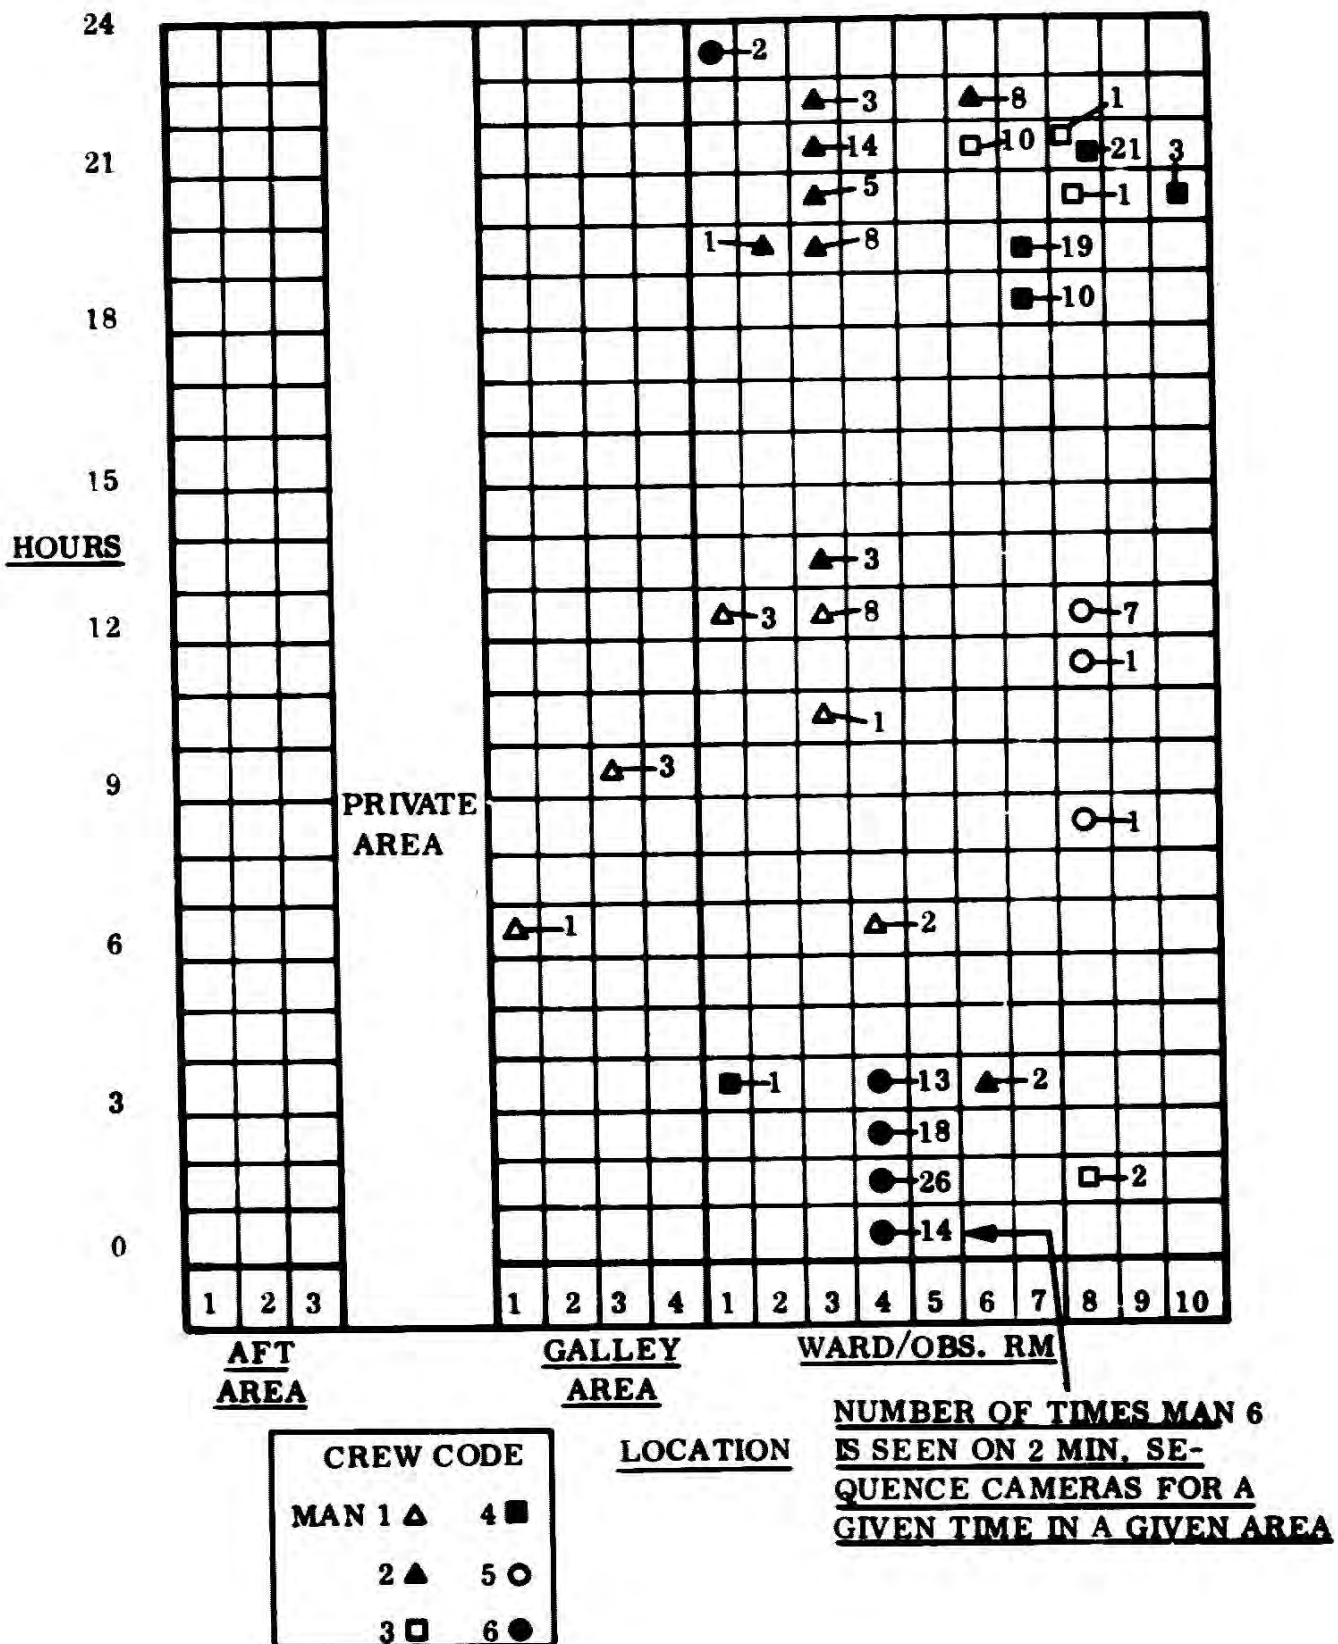 24
2
3 8 1
14 10 21 3
21
5 1
1 8 19
10
18
15
HOURS
3
3 8 7
12
1
1
3
9
PRIVATE
AREA
1
1 2
6
1 13 2
3
18
26 2
14
0
1 2 3 1 2 3 4 1 2 3 4 5 6 7 8 9 10
AFT
AREA
GALLEY
AREA
WARD/OBS. RM
LOCATION
NUMBER OF TIMES MAN 6
IS SEEN ON 2 MIN. SE-
QUENCE CAMERAS FOR A
GIVEN TIME IN A GIVEN AREA
CREW CODE
MAN 1 4
2 5
3 6